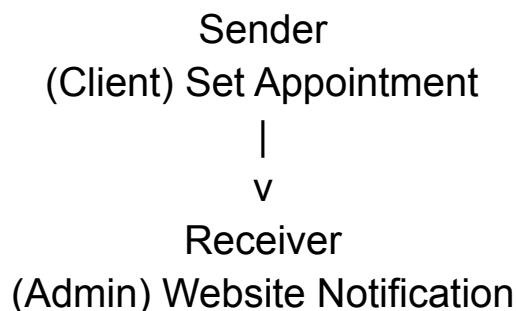 Sender
(Client) Set Appointment
|
v
Receiver
(Admin) Website Notification